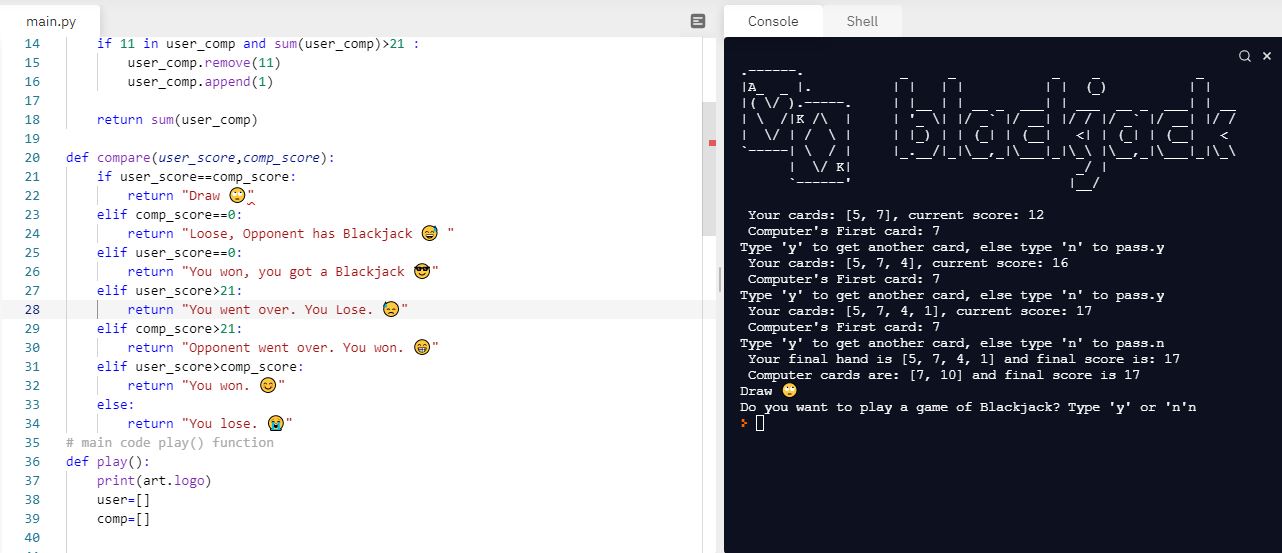 main.py
14 if 11 in user_comp and sum(user_comp)>21 :
15 user_comp.remove(11)
16 user_comp.append(1)
17
18 return sum(user_comp)
19
20 def compare(user_score,comp_score):
21 if user_score==comp_score:
22 return "Draw 🙄"
23 elif comp_score==0:
24 return "Loose, Opponent has Blackjack 😅 "
25 elif user_score==0:
26 return "You won, you got a Blackjack 😎"
27 elif user_score>21:
28 return "You went over. You Lose. 😓"
29 elif comp_score>21:
30 return "Opponent went over. You won. 😁"
31 elif user_score>comp_score:
32 return "You won. 😊"
33 else:
34 return "You lose. 😭"
35 # main code play() function
36 def play():
37 print(art.logo)
38 user=[]
39 comp=[]
40
Console Shell
blackjack
Your cards: [5, 7], current score: 12
Computer's First card: 7
Type 'y' to get another card, else type 'n' to pass.y
Your cards: [5, 7, 4], current score: 16
Computer's First card: 7
Type 'y' to get another card, else type 'n' to pass.y
Your cards: [5, 7, 4, 1], current score: 17
Computer's First card: 7
Type 'y' to get another card, else type 'n' to pass.n
Your final hand is [5, 7, 4, 1] and final score is: 17
Computer cards are: [7, 10] and final score is 17
Draw 🙄
Do you want to play a game of Blackjack? Type 'y' or 'n'n